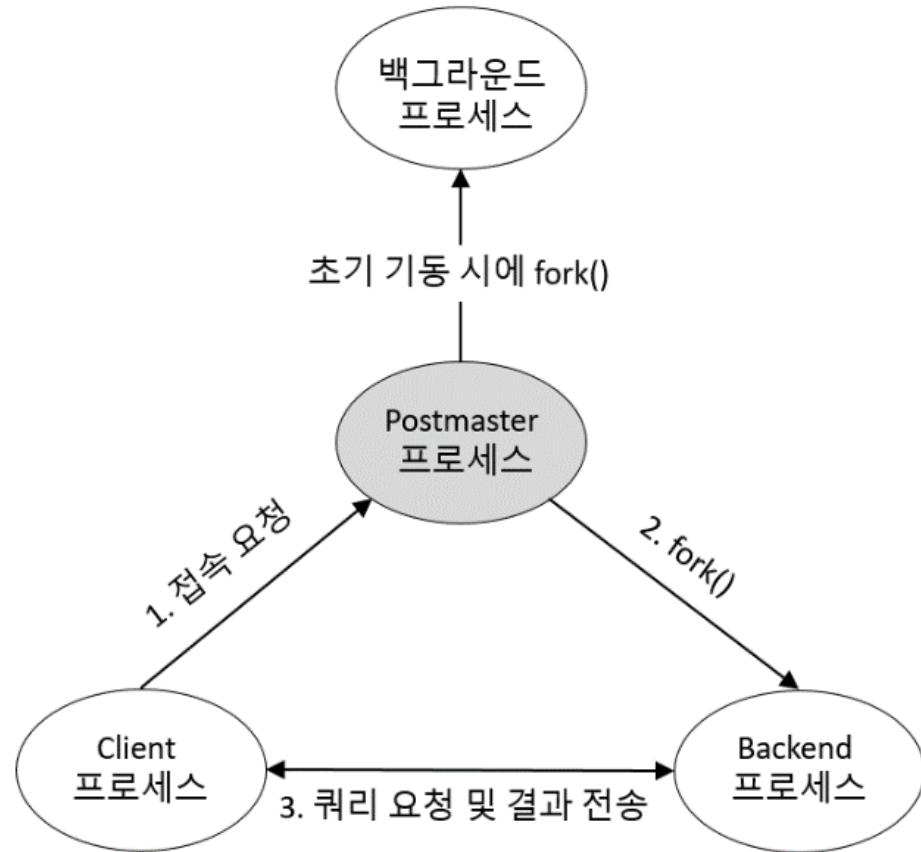 백그라운드
프로세스
초기 기동 시에 fork()
Postmaster
프로세스
1. 접속 요청
2. fork()
Client
프로세스
Backend
프로세스
3. 쿼리 요청 및 결과 전송